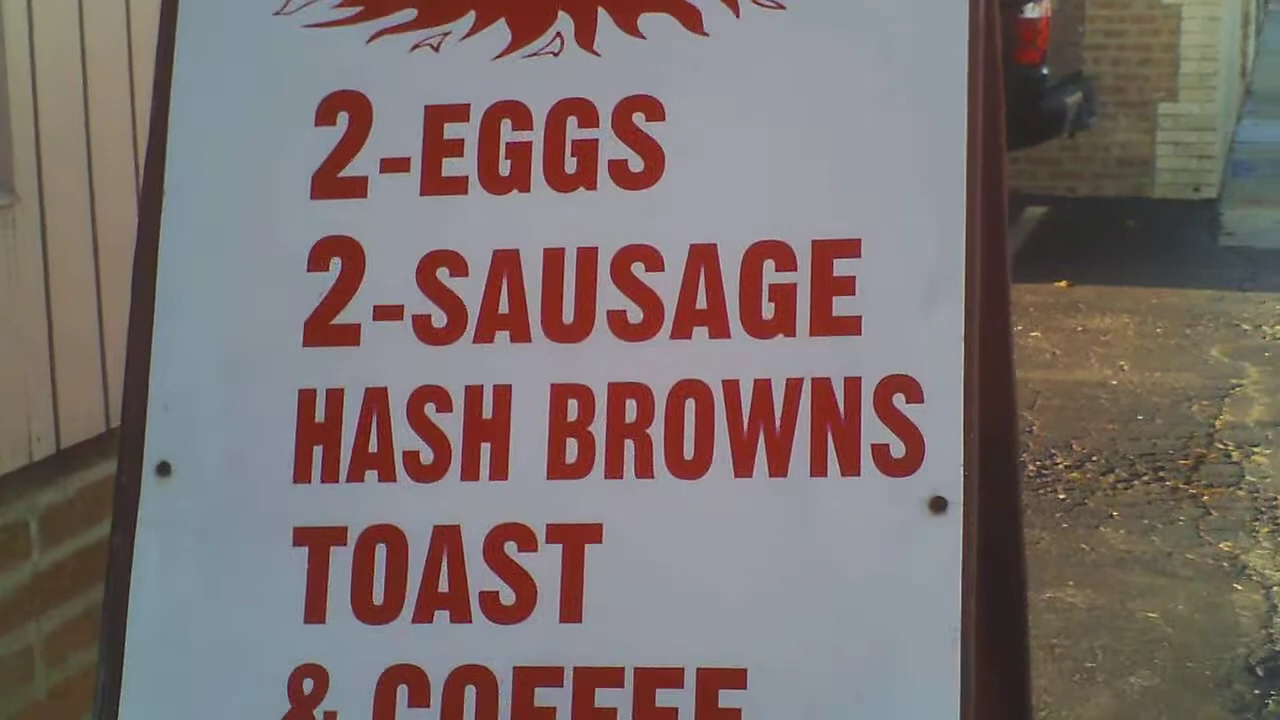 2-EGGS
2-SAUSAGE
HASH BROWNS
TOAST
& COFFEE